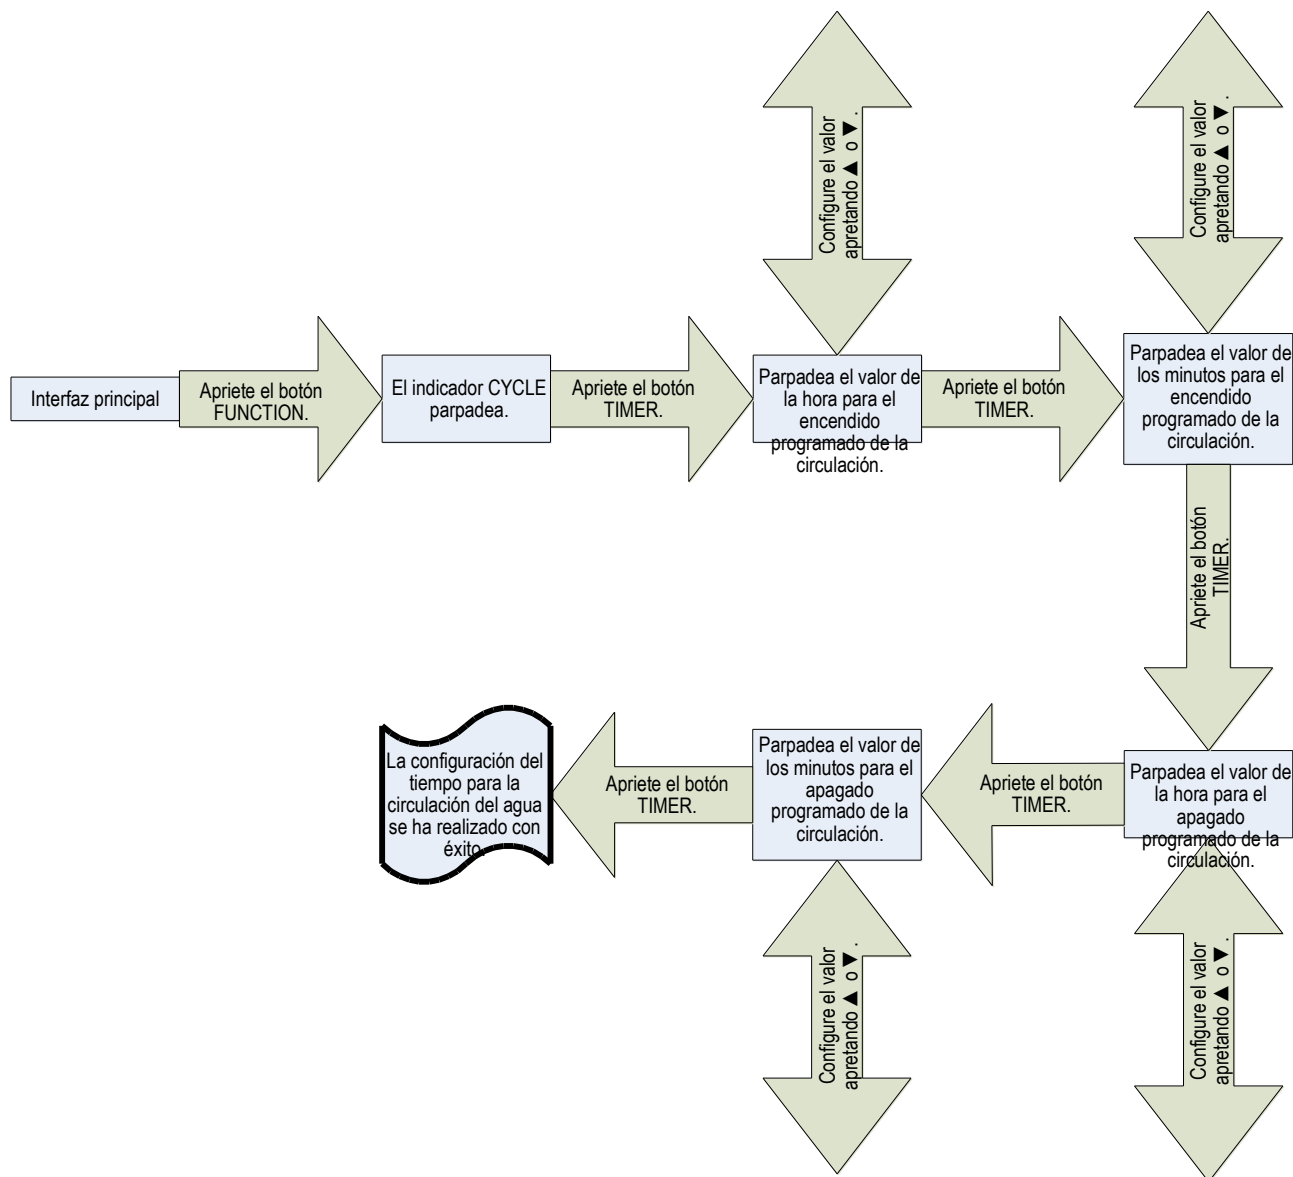 Configure el valor
apretando ▲ o ▼.
Configure el valor
apretando ▲ o ▼.
Interfaz principal
Apriete el botón
FUNCTION.
El indicador CYCLE
parpadea.
Apriete el botón
TIMER.
Parpadea el valor de
la hora para el
encendido
programado de la
circulación.
Apriete el botón
TIMER.
Parpadea el valor de
los minutos para el
encendido
programado de la
circulación.
Apriete el botón
TIMER.
Parpadea el valor de
la hora para el
apagado
programado de la
circulación.
Apriete el botón
TIMER.
Parpadea el valor de
los minutos para el
apagado
programado de la
circulación.
Apriete el botón
TIMER.
La configuración del
tiempo para la
circulación del agua
se ha realizado con
éxito.
Configure el valor
apretando ▲ o ▼.
Configure el valor
apretando ▲ o ▼.